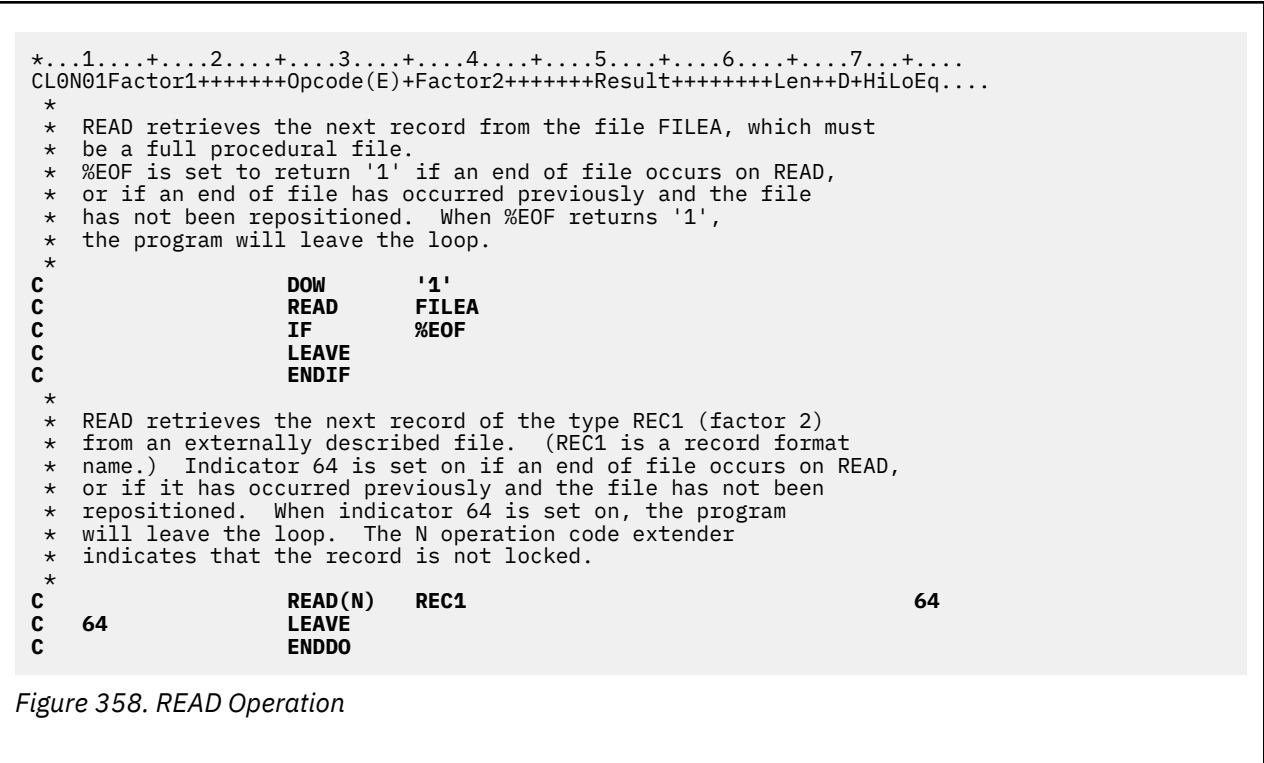 *...1....+....2....+....3....+....4....+....5....+....6....+....7...+....
CL0N01Factor1+++++++Opcode(E)+Factor2+++++++Result++++++++Len++D+HiLoEq....
 *
 *  READ retrieves the next record from the file FILEA, which must
 *  be a full procedural file.
 *  %EOF is set to return '1' if an end of file occurs on READ,
 *  or if an end of file has occurred previously and the file
 *  has not been repositioned.  When %EOF returns '1',
 *  the program will leave the loop.
 *
C                   DOW       '1'
C                   READ      FILEA
C                   IF        %EOF
C                   LEAVE
C                   ENDIF
 *
 *  READ retrieves the next record of the type REC1 (factor 2)
 *  from an externally described file.  (REC1 is a record format
 *  name.)  Indicator 64 is set on if an end of file occurs on READ,
 *  or if it has occurred previously and the file has not been
 *  repositioned.  When indicator 64 is set on, the program
 *  will leave the loop.  The N operation code extender
 *  indicates that the record is not locked.
 *
C                   READ(N)   REC1                                   64
C   64              LEAVE
C                   ENDDO
Figure 358. READ Operation